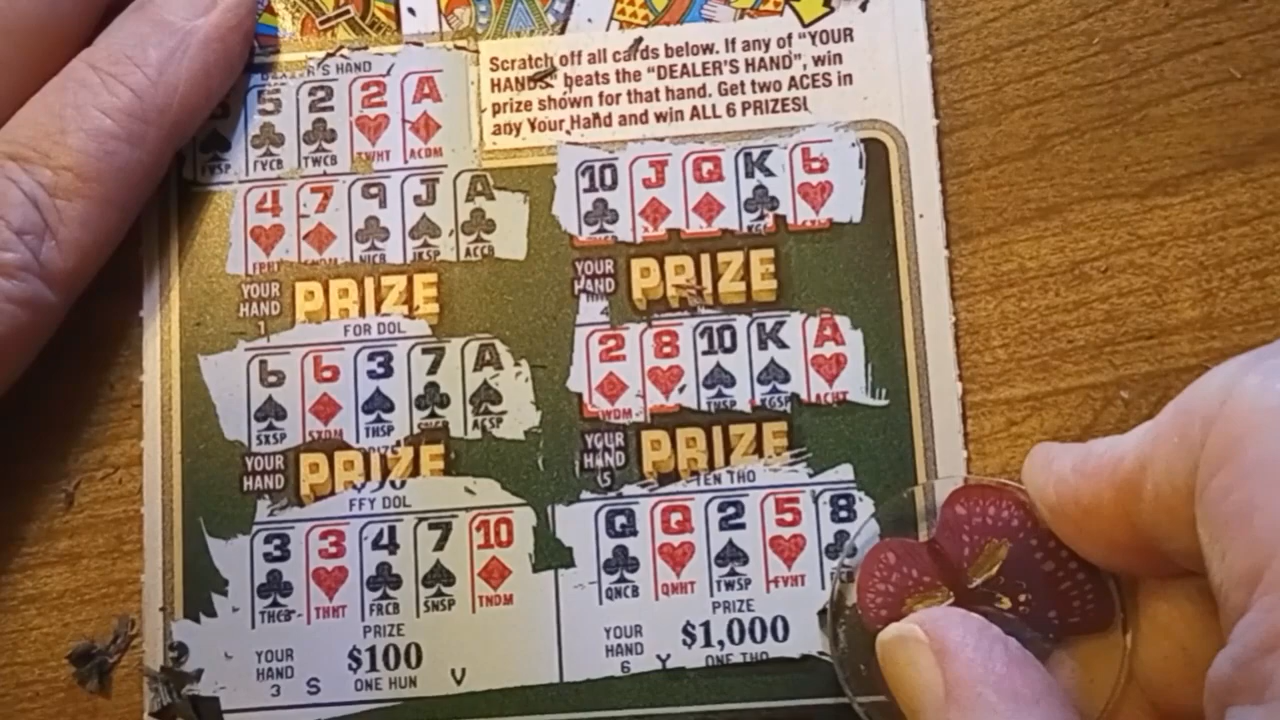 Scratch off all cards below. If any of "YOUR
HANDS" beats the "DEALER'S HAND", win
prize shown for that hand. Get two ACES in
any Your Hand and win ALL 6 PRIZES!
DEALER'S HAND
5 2 2 A
FVSP FVCB TWCB TWHT ACDM
4 7 9 J A
NICB JKSP ACCB
YOUR HAND 1
PRIZE
FOR DOL
6 6 3 7 A
SXSP SXDM THSP ACSP
YOUR HAND
PRIZE
FFY DOL
3 3 4 7 10
THCB THHT FRCB SNSP TNDM
PRIZE
YOUR HAND 3
$100
S ONE HUN V
10 J Q K 6
YOUR HAND 4
PRIZE
2 8 10 K A
TWDM TNSP KGSP ACHT
YOUR HAND 5
PRIZE
TEN THO
Q Q 2 5 8
QNCB QNHT TWSP FVHT
PRIZE
YOUR HAND 6
$1,000
Y ONE THO